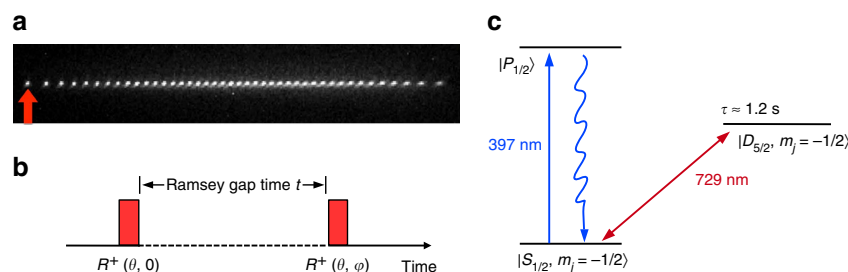 a
b
Ramsey gap time t
R⁺ (θ, 0)
R⁺ (θ, φ)
Time
c
|P₁/₂⟩
τ ≈ 1.2 s
|D₅/₂, mⱼ = −1/2⟩
397 nm
729 nm
|S₁/₂, mⱼ = −1/2⟩